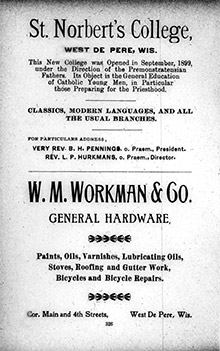 St. Norbert's College,
WEST DE PERE, WIS.
This New College was Opened in September, 1899,
under the Direction of the Premonstratensian
Fathers. Its Object is the General Education
of Catholic Young Men, in Particular
those Preparing for the Priesthood.
CLASSICS, MODERN LANGUAGES, AND ALL
THE USUAL BRANCHES.
FOR PARTICULARS ADDRESS,
VERY REV. B. H. PENNINGS, o. Praem., President.
REV. L. P. HURKMANS, o. Praem., Director.
W. M. WORKMAN & CO.
GENERAL HARDWARE,
Paints, Oils, Varnishes, Lubricating Oils,
Stoves, Roofing and Gutter Work,
Bicycles and Bicycle Repairs.
Cor. Main and 4th Streets, West De Pere, Wis.
326